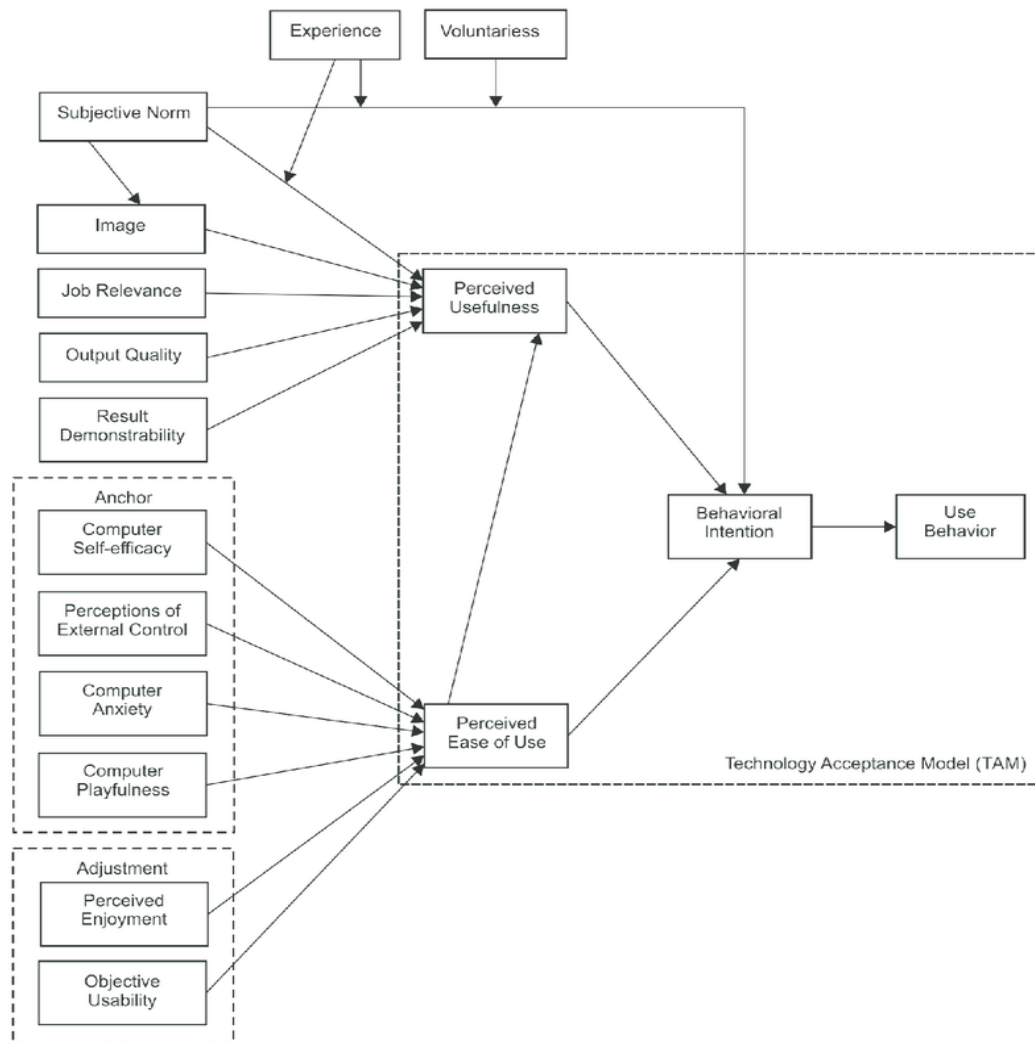 Experience
Voluntariess
Subjective Norm
Image
Job Relevance
Output Quality
Result
Demonstrability
Perceived
Usefulness
Anchor
Computer
Self-efficacy
Perceptions of
External Control
Computer
Anxiety
Computer
Playfulness
Behavioral
Intention
Use
Behavior
Perceived
Ease of Use
Technology Acceptance Model (TAM)
Adjustment
Perceived
Enjoyment
Objective
Usability